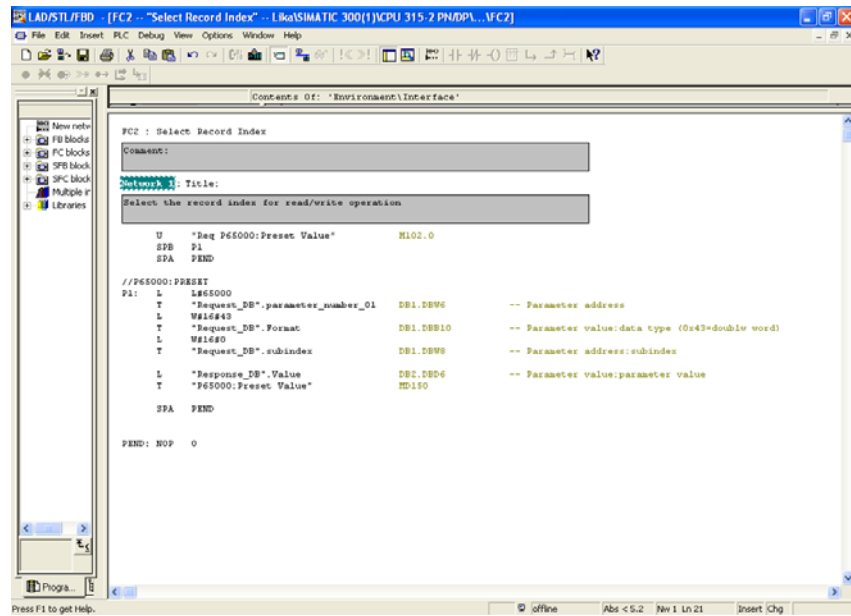 LAD/STL/FBD - [FC2 -- "Select Record Index" -- Lika\SIMATIC 300(1)\CPU 315-2 PN/DP\...\FC2]
File Edit Insert PLC Debug View Options Window Help
Contents Of: 'Environment\Interface'
New netw
FB blocks
FC blocks
SFB block
SFC block
Multiple ir
Libraries
FC2 : Select Record Index
Comment:
Network 1: Title:
Select the record index for read/write operation
U "Req P65000:Preset Value" M102.0
SPB P1
SPA PEND
//P65000:PRESET
P1: L L#65000
T "Request_DB".parameter_number_01 DB1.DBW6 -- Parameter address
L W#16#43
T "Request_DB".Format DB1.DBB10 -- Parameter value:data type (0x43=doublw word)
L W#16#0
T "Request_DB".subindex DB1.DBW8 -- Parameter address:subindex
L "Response_DB".Value DB2.DBD6 -- Parameter value:parameter value
T "P65000:Preset Value" MD150
SPA PEND
PEND: NOP 0
Progra...
Press F1 to get Help.
offline Abs < 5.2 Nw 1 Ln 21 Insert Chg